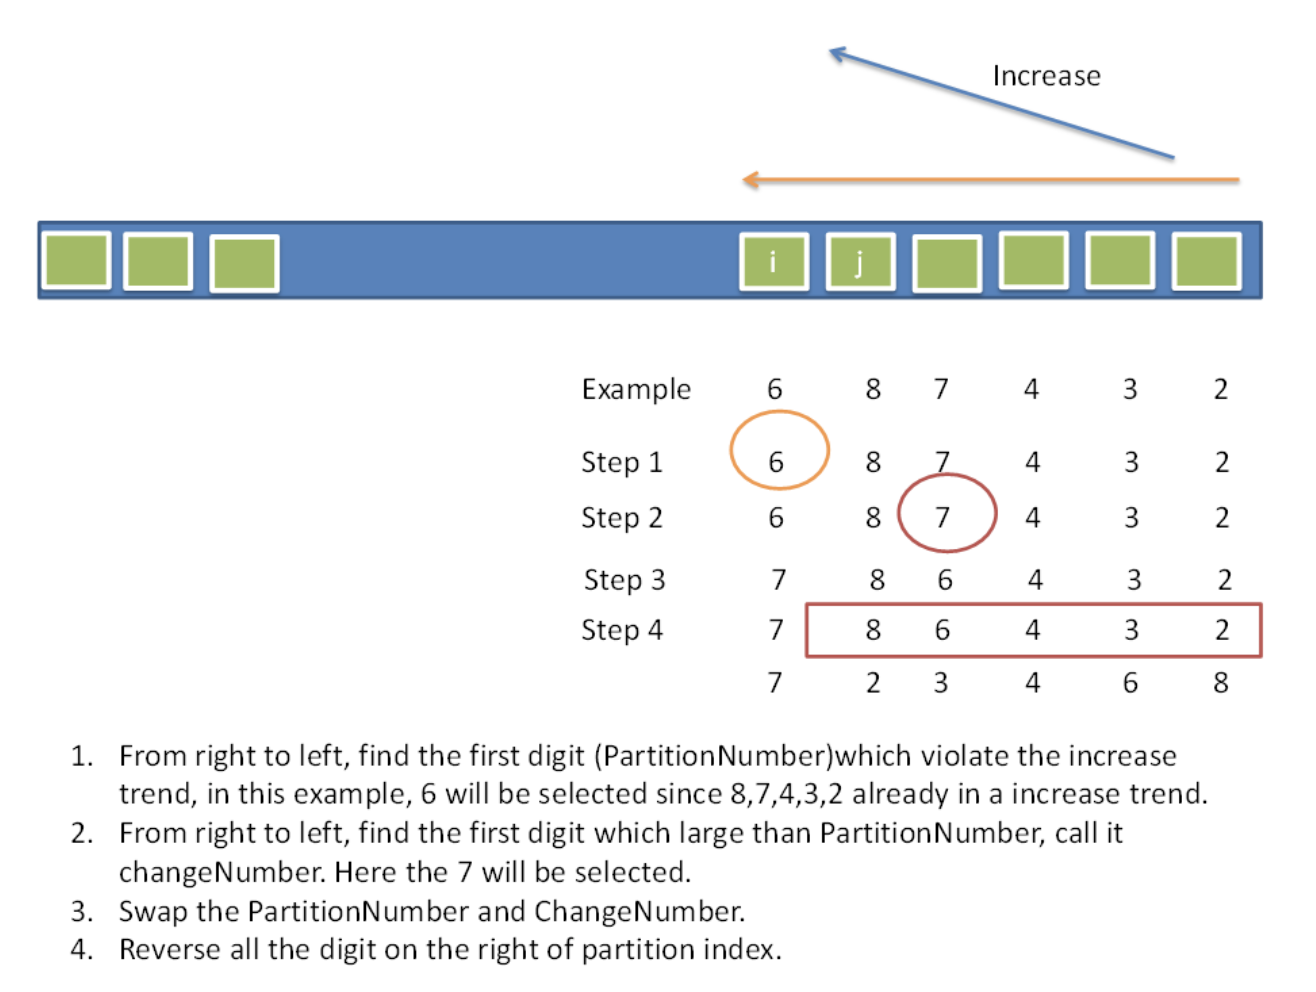 Increase
i j
Example 6 8 7 4 3 2
Step 1 6 8 7 4 3 2
Step 2 6 8 7 4 3 2
Step 3 7 8 6 4 3 2
Step 4 7 8 6 4 3 2
7 2 3 4 6 8
1. From right to left, find the first digit (PartitionNumber)which violate the increase
trend, in this example, 6 will be selected since 8,7,4,3,2 already in a increase trend.
2. From right to left, find the first digit which large than PartitionNumber, call it
changeNumber. Here the 7 will be selected.
3. Swap the PartitionNumber and ChangeNumber.
4. Reverse all the digit on the right of partition index.